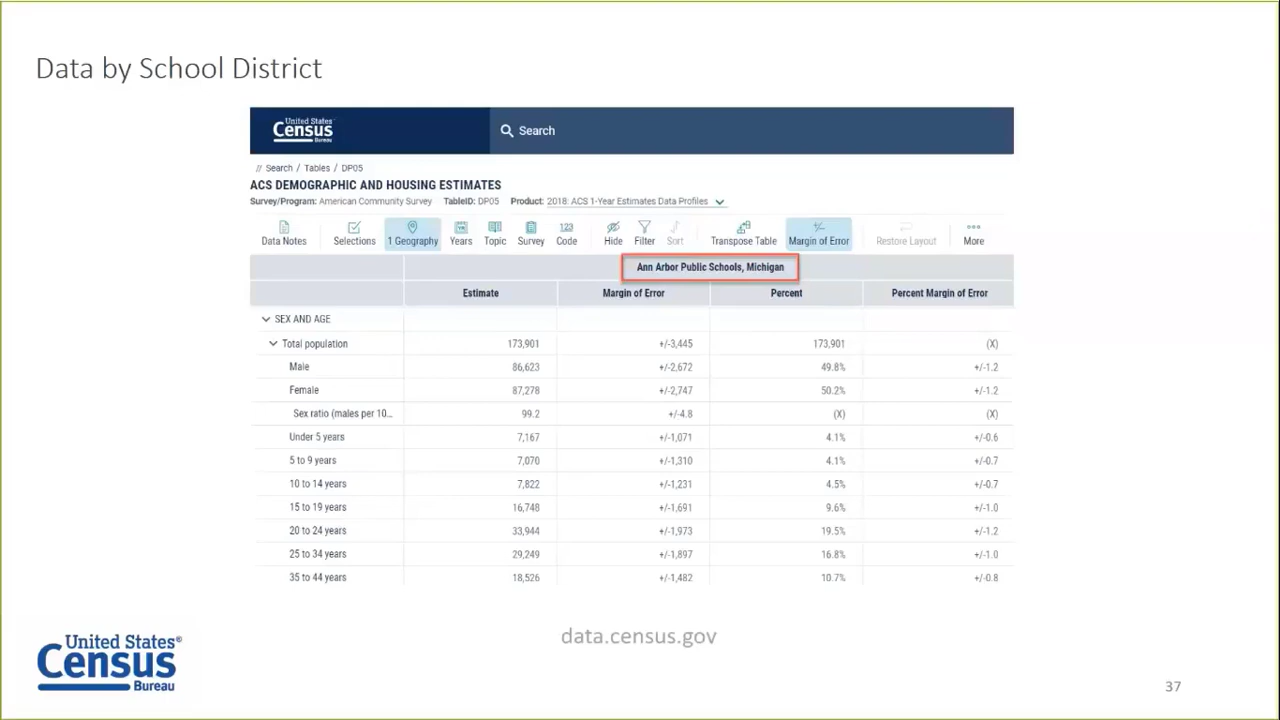 Data by School District
United States
Census
Bureau
Search
// Search / Tables / DP05
ACS DEMOGRAPHIC AND HOUSING ESTIMATES
Survey/Program: American Community Survey TableID: DP05 Product: 2018: ACS 1-Year Estimates Data Profiles
Data Notes Selections 1 Geography Years Topic Survey Code Hide Filter Sort Transpose Table Margin of Error Restore Layout More
Ann Arbor Public Schools, Michigan
Estimate Margin of Error Percent Percent Margin of Error
SEX AND AGE
Total population 173,901 +/-3,445 173,901 (X)
Male 86,623 +/-2,672 49.8% +/-1.2
Female 87,278 +/-2,747 50.2% +/-1.2
Sex ratio (males per 10... 99.2 +/-4.8 (X) (X)
Under 5 years 7,167 +/-1,071 4.1% +/-0.6
5 to 9 years 7,070 +/-1,310 4.1% +/-0.7
10 to 14 years 7,822 +/-1,231 4.5% +/-0.7
15 to 19 years 16,748 +/-1,691 9.6% +/-1.0
20 to 24 years 33,944 +/-1,973 19.5% +/-1.2
25 to 34 years 29,249 +/-1,897 16.8% +/-1.0
35 to 44 years 18,526 +/-1,482 10.7% +/-0.8
data.census.gov
United States®
Census
Bureau
37